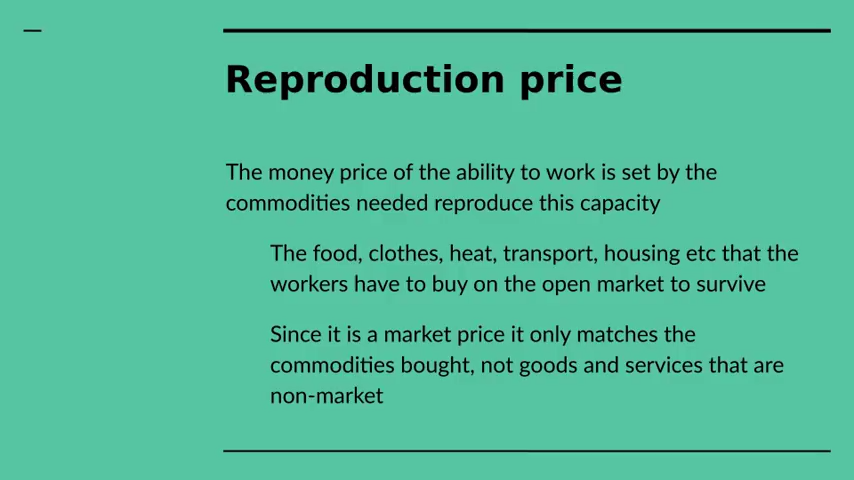 Reproduction price
The money price of the ability to work is set by the
commodities needed reproduce this capacity
The food, clothes, heat, transport, housing etc that the
workers have to buy on the open market to survive
Since it is a market price it only matches the
commodities bought, not goods and services that are
non-market